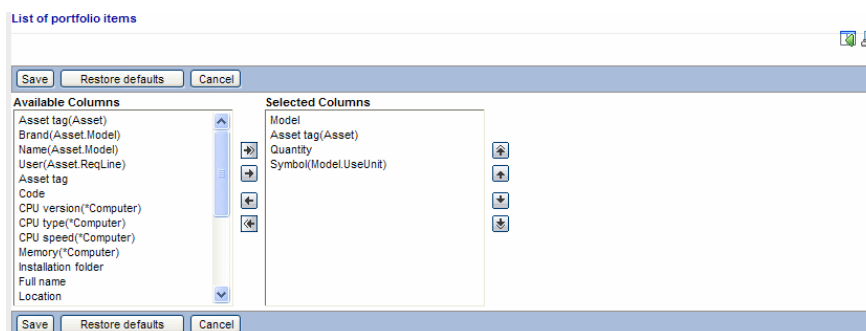 List of portfolio items
Save Restore defaults Cancel
Available Columns
Asset tag(Asset)
Brand(Asset.Model)
Name(Asset.Model)
User(Asset.ReqLine)
Asset tag
Code
CPU version(*Computer)
CPU type(*Computer)
CPU speed(*Computer)
Memory(*Computer)
Installation folder
Full name
Location
Selected Columns
Model
Asset tag(Asset)
Quantity
Symbol(Model.UseUnit)
Save Restore defaults Cancel